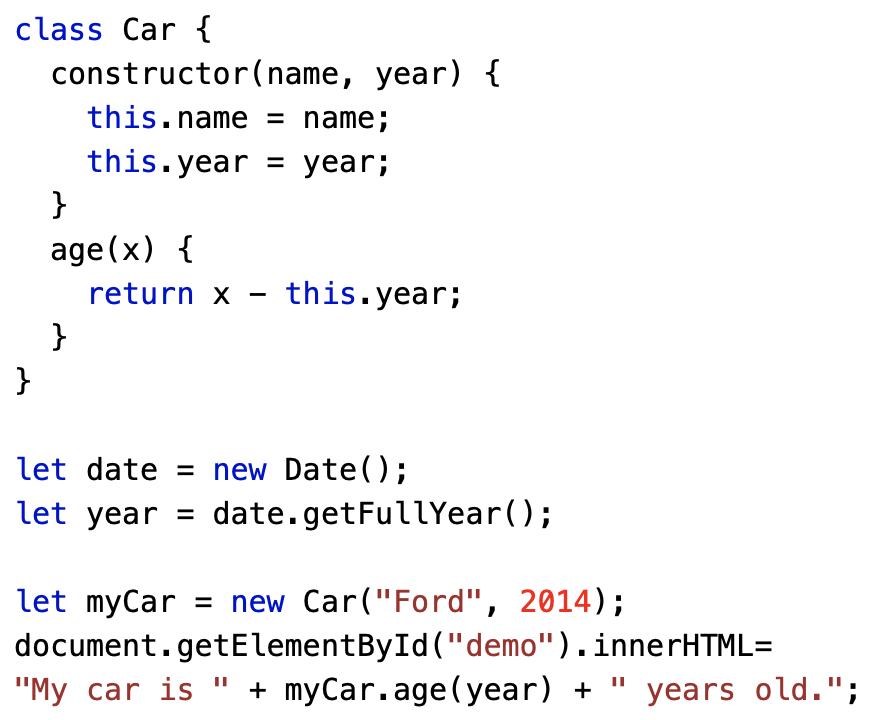 class Car {
  constructor(name, year) {
    this.name = name;
    this.year = year;
  }
  age(x) {
    return x – this.year;
  }
}

let date = new Date();
let year = date.getFullYear();

let myCar = new Car("Ford", 2014);
document.getElementById("demo").innerHTML=
"My car is " + myCar.age(year) + " years old.";